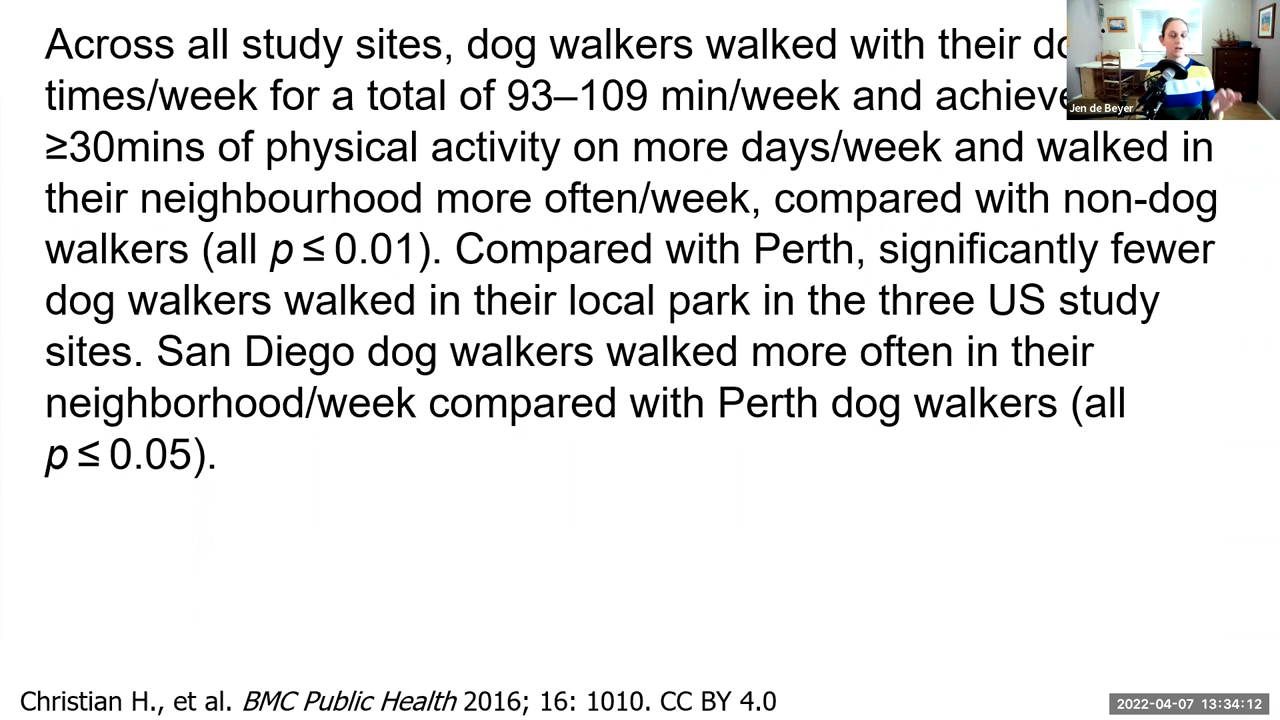 Across all study sites, dog walkers walked with their
times/week for a total of 93–109 min/week and
≥30mins of physical activity on more days/week and walked in
their neighbourhood more often/week, compared with non-dog
walkers (all p ≤ 0.01). Compared with Perth, significantly fewer
dog walkers walked in their local park in the three US study
sites. San Diego dog walkers walked more often in their
neighborhood/week compared with Perth dog walkers (all
p ≤ 0.05).
Jen de Beyer
Christian H., et al. BMC Public Health 2016; 16: 1010. CC BY 4.0
2022-04-07 13:34:12